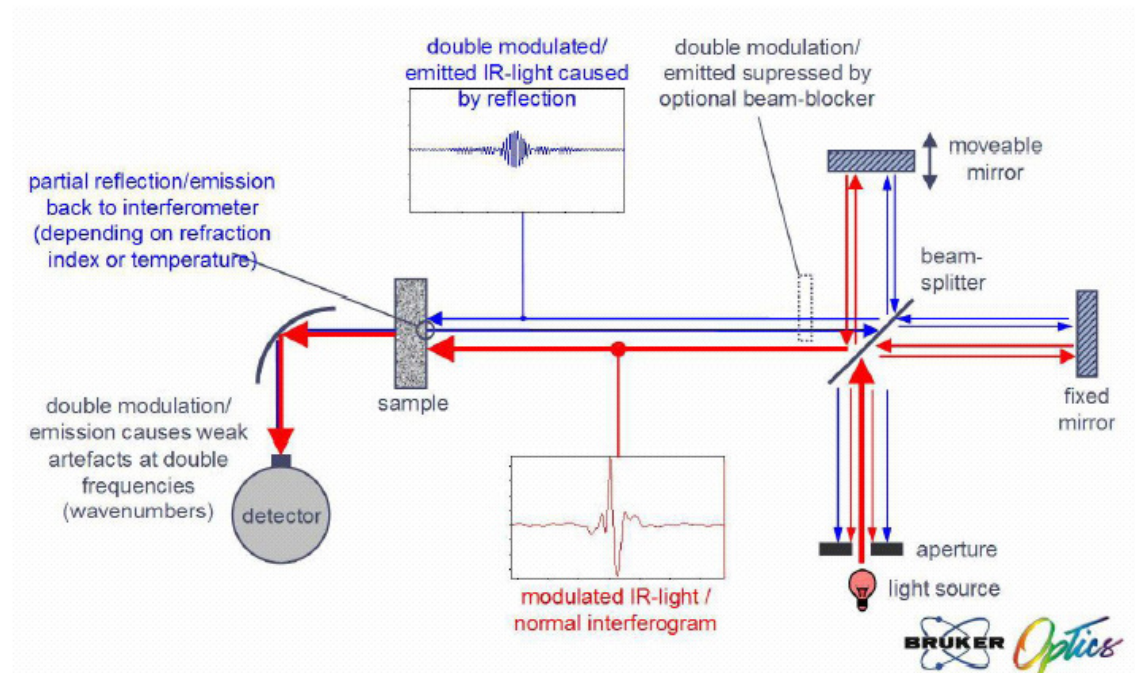 double modulated/
emitted IR-light caused
by reflection
double modulation/
emitted supressed by
optional beam-blocker
moveable
mirror
partial reflection/emission
back to interferometer
(depending on refraction
index or temperature)
beam-
splitter
sample
fixed
mirror
double modulation/
emission causes weak
artefacts at double
frequencies
(wavenumbers)
detector
aperture
light source
modulated IR-light /
normal interferogram
BRUKER
Optics